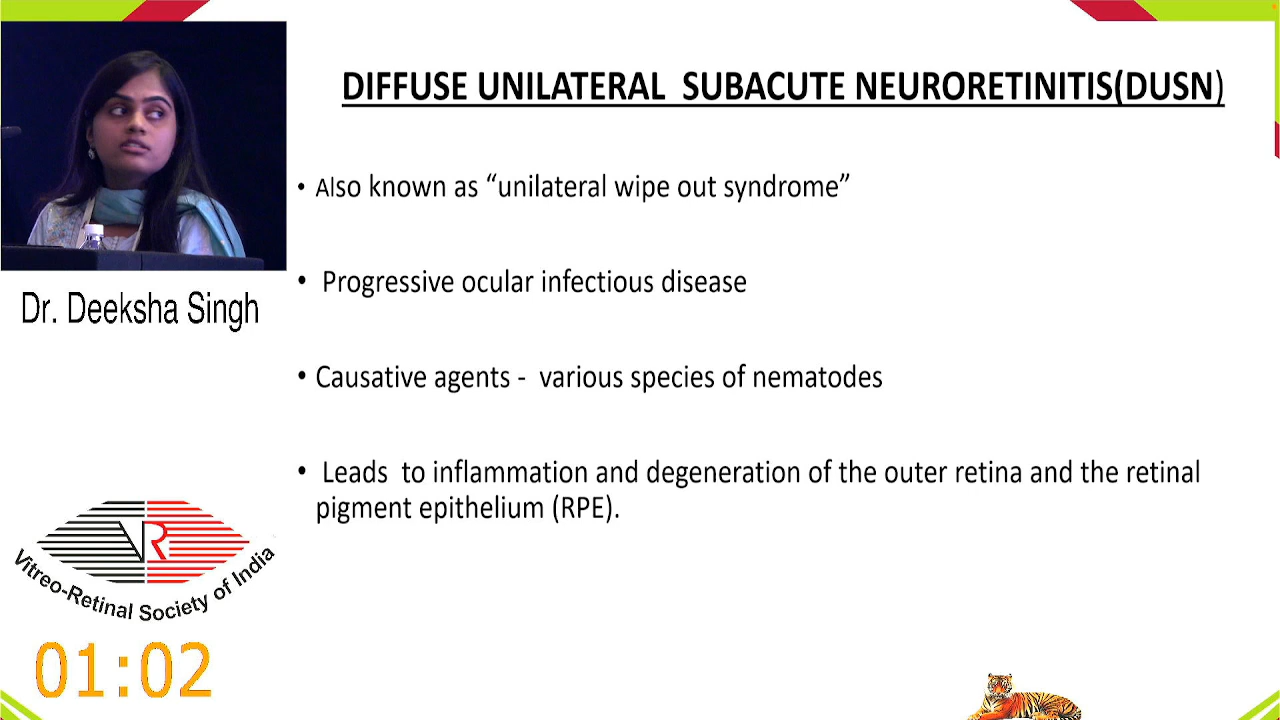 DIFFUSE UNILATERAL SUBACUTE NEURORETINITIS(DUSN)
• Also known as “unilateral wipe out syndrome”
• Progressive ocular infectious disease
• Causative agents - various species of nematodes
• Leads to inflammation and degeneration of the outer retina and the retinal
pigment epithelium (RPE).
Dr. Deeksha Singh
VR
Vitreo-Retinal Society of India
01:02